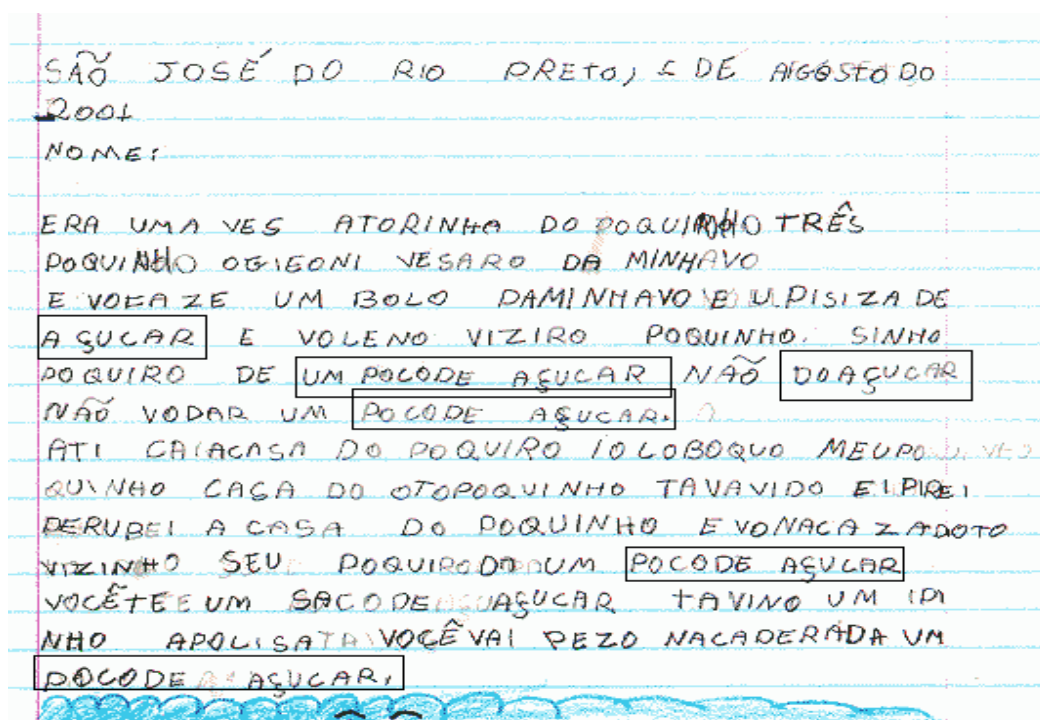 SÃO JOSÉ DO RIO PRETO, 1 DE AGOSTO DO
2001
NOME:
ERA UMA VES ATORINHA DO POQUINHO TRÊS
POQUINHO OGIEONI VESARO DA MINHAVO
E VOFAZE UM BOLO DAMINHAVO E U PISIZA DE
AÇUCAR E VOLENO VIZIRO POQUINHO. SINHO
POQUIRO DE UM POCODE AÇUCAR NÃO DOAÇUCAR
NÃO VODAR UM POCODE AÇUCAR.
ATI CAIACASA DO POQUIRO IOLOBOQUO MEUPO
QUINHO CASA DO OTOPOQUINHO TAVAVIDO EIPIREI
DERUBEI A CASA DO POQUINHO E VONACAZADOTO
VIZINHO SEU POQUIRO UM POCODE AÇUCAR
VOCÊTE E UM SACODE AÇUCAR TAVINO UM IPI
NHO APOLISATA VOCÊ VAI PEZO NACADERADA UM
POCODE AÇUCAR.